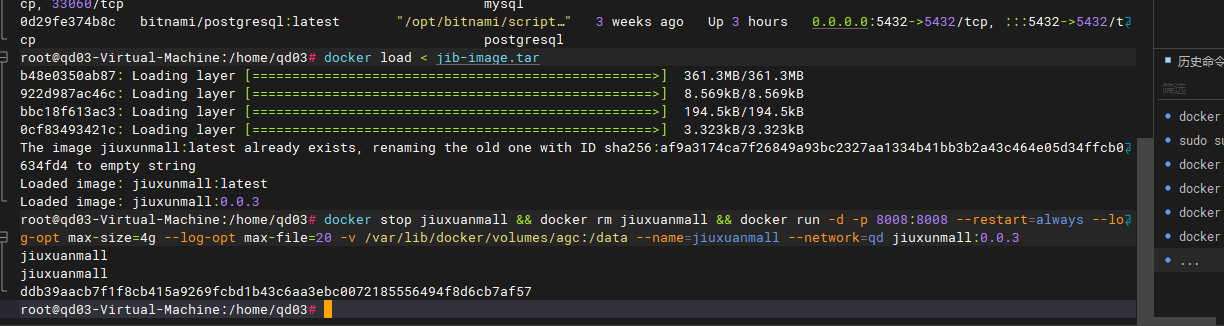 cp, 33060/tcp mysql
0d29fe374b8c bitnami/postgresql:latest "/opt/bitnami/script…" 3 weeks ago Up 3 hours 0.0.0.0:5432->5432/tcp, :::5432->5432/t
cp postgresql
root@qd03-Virtual-Machine:/home/qd03# docker load < jib-image.tar
b48e0350ab87: Loading layer [==================================================>] 361.3MB/361.3MB
922d987ac46c: Loading layer [==================================================>] 8.569kB/8.569kB
bbc18f613ac3: Loading layer [==================================================>] 194.5kB/194.5kB
0cf83493421c: Loading layer [==================================================>] 3.323kB/3.323kB
The image jiuxunmall:latest already exists, renaming the old one with ID sha256:af9a3174ca7f26849a93bc2327aa1334b41bb3b2a43c464e05d34ffcb0
634fd4 to empty string
Loaded image: jiuxunmall:latest
Loaded image: jiuxunmall:0.0.3
root@qd03-Virtual-Machine:/home/qd03# docker stop jiuxuanmall && docker rm jiuxuanmall && docker run -d -p 8008:8008 --restart=always --lo
g-opt max-size=4g --log-opt max-file=20 -v /var/lib/docker/volumes/agc:/data --name=jiuxuanmall --network=qd jiuxunmall:0.0.3
jiuxuanmall
jiuxuanmall
ddb39aacb7f1f8cb415a9269fcbd1b43c6aa3ebc0072185556494f8d6cb7af57
root@qd03-Virtual-Machine:/home/qd03#
历史命令
筛选
docker
sudo su
docker
docker
docker
docker
...